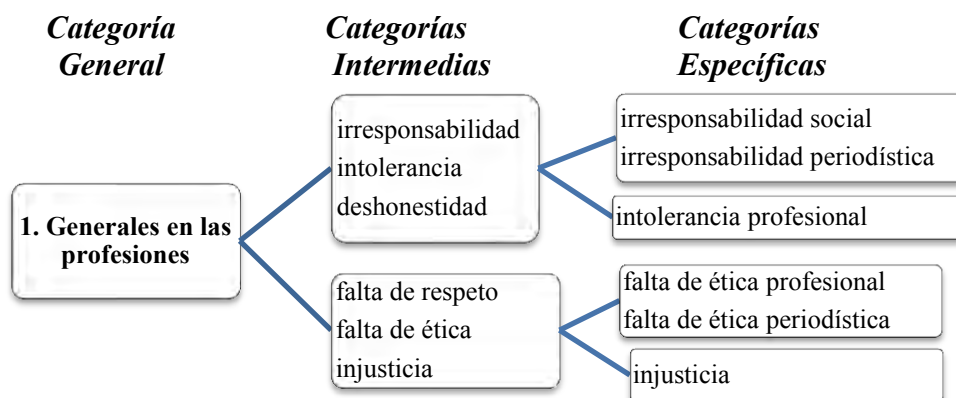 Categoría
General
Categorías
Intermedias
Categorías
Específicas
1. Generales en las
profesiones
irresponsabilidad
intolerancia
deshonestidad
falta de respeto
falta de ética
injusticia
irresponsabilidad social
irresponsabilidad periodística
intolerancia profesional
falta de ética profesional
falta de ética periodística
injusticia